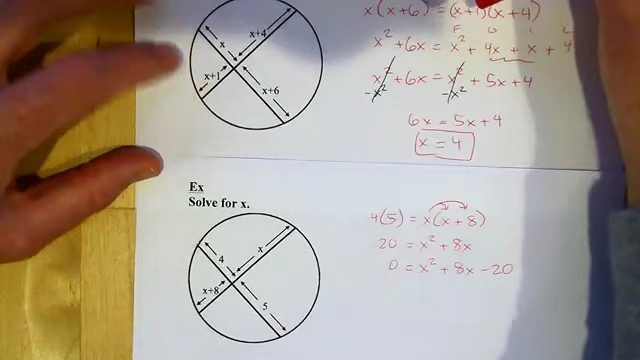 x(x+6) = (x+1)(x+4)
F O I L
x² + 6x = x² + 4x + x + 4
x
x+4
x+1
x+6
x² + 6x = x² + 5x + 4
-x² -x²
6x = 5x + 4
x = 4
Ex
Solve for x.
4
x
x+8
5
4(5) = x(x + 8)
20 = x² + 8x
0 = x² + 8x - 20